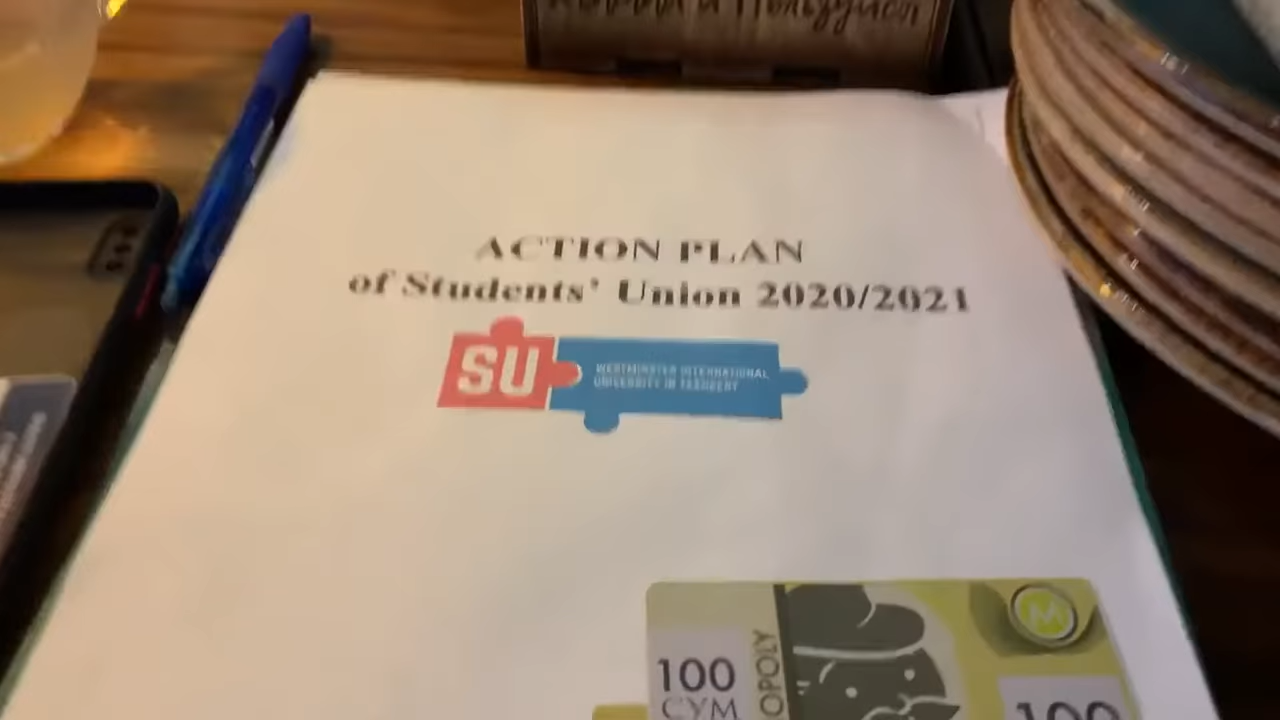 ACTION PLAN
of Students' Union 2020/2021
SU
WESTMINSTER INTERNATIONAL
UNIVERSITY IN TASHKENT
100
СУМ
OPOLY
M
100